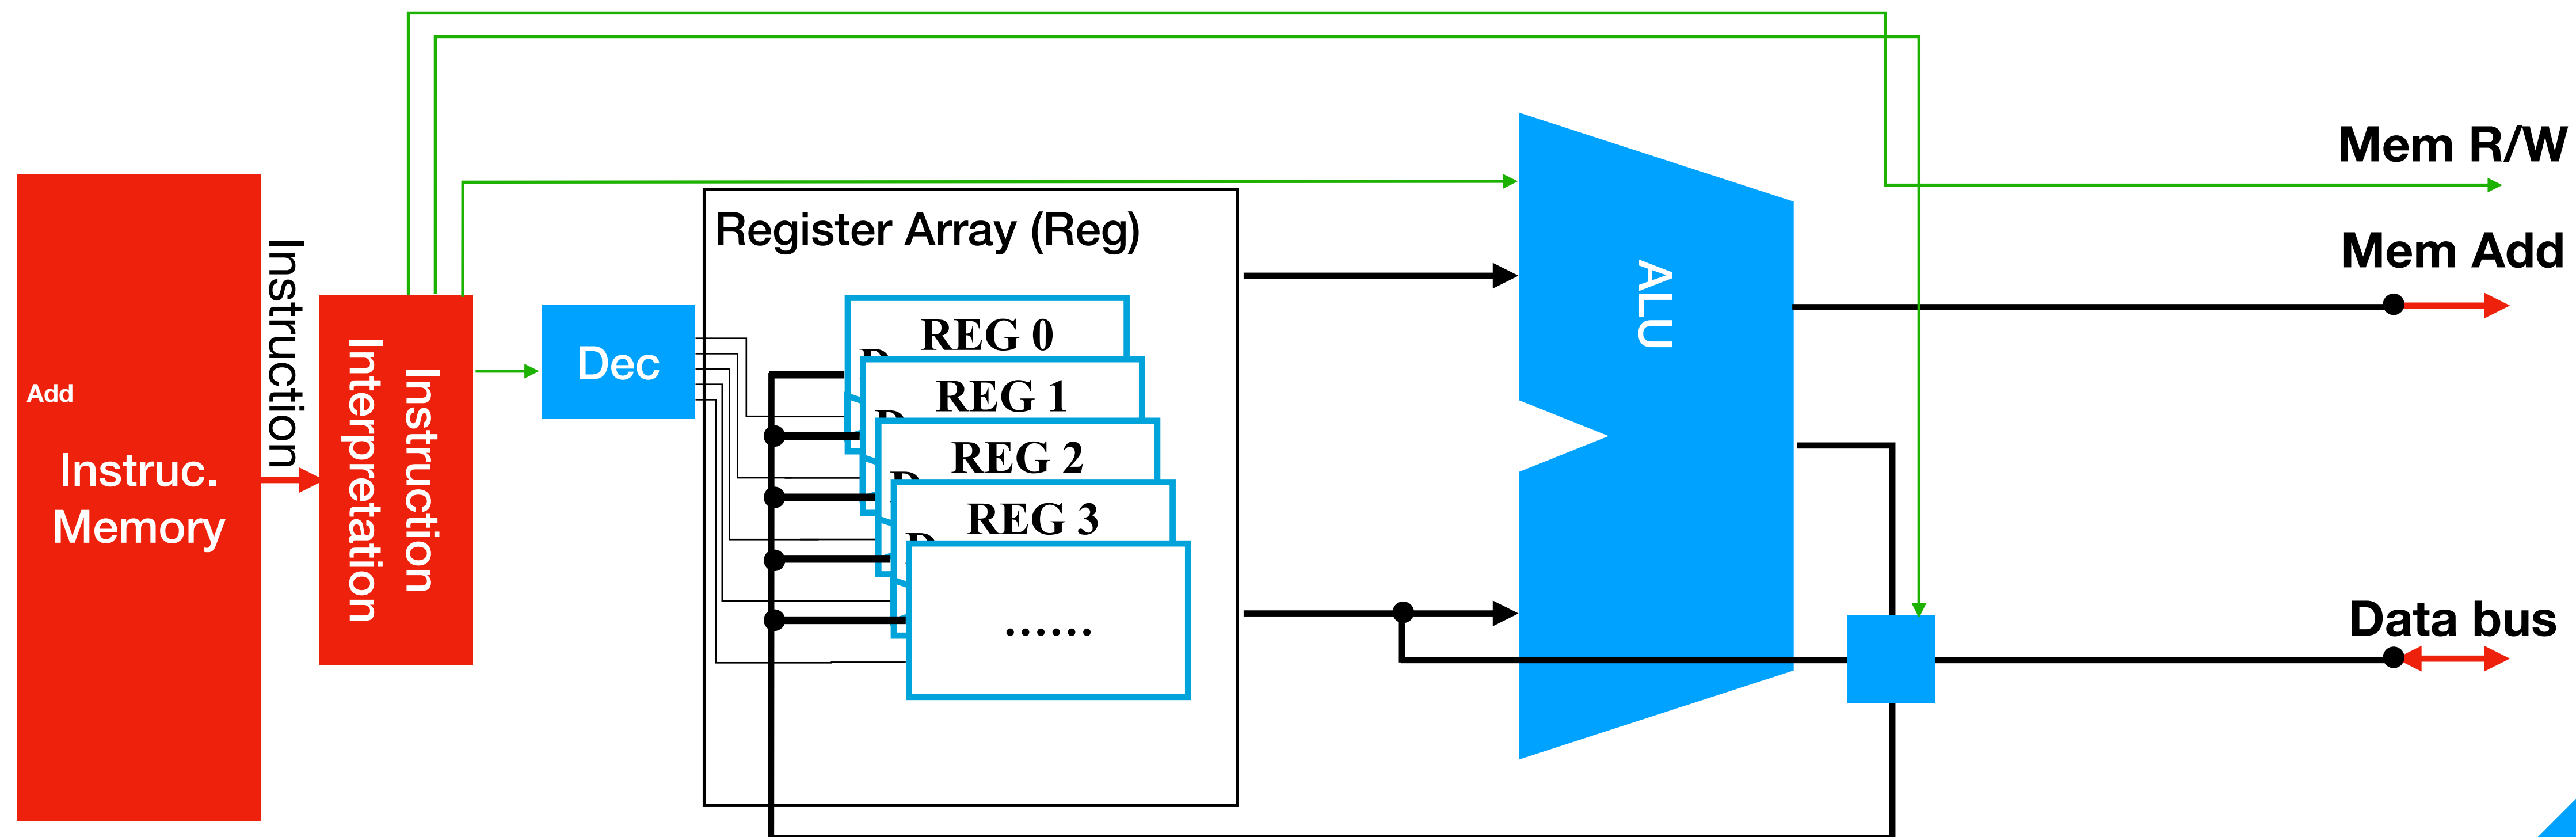 Mem R/W
Mem Add
Register Array (Reg)
Instruction
ALU
REG 0
D
REG 1
D
REG 2
D
REG 3
D
......
Dec
Add
Instruc.
Memory
Instruction
Interpretation
Data bus